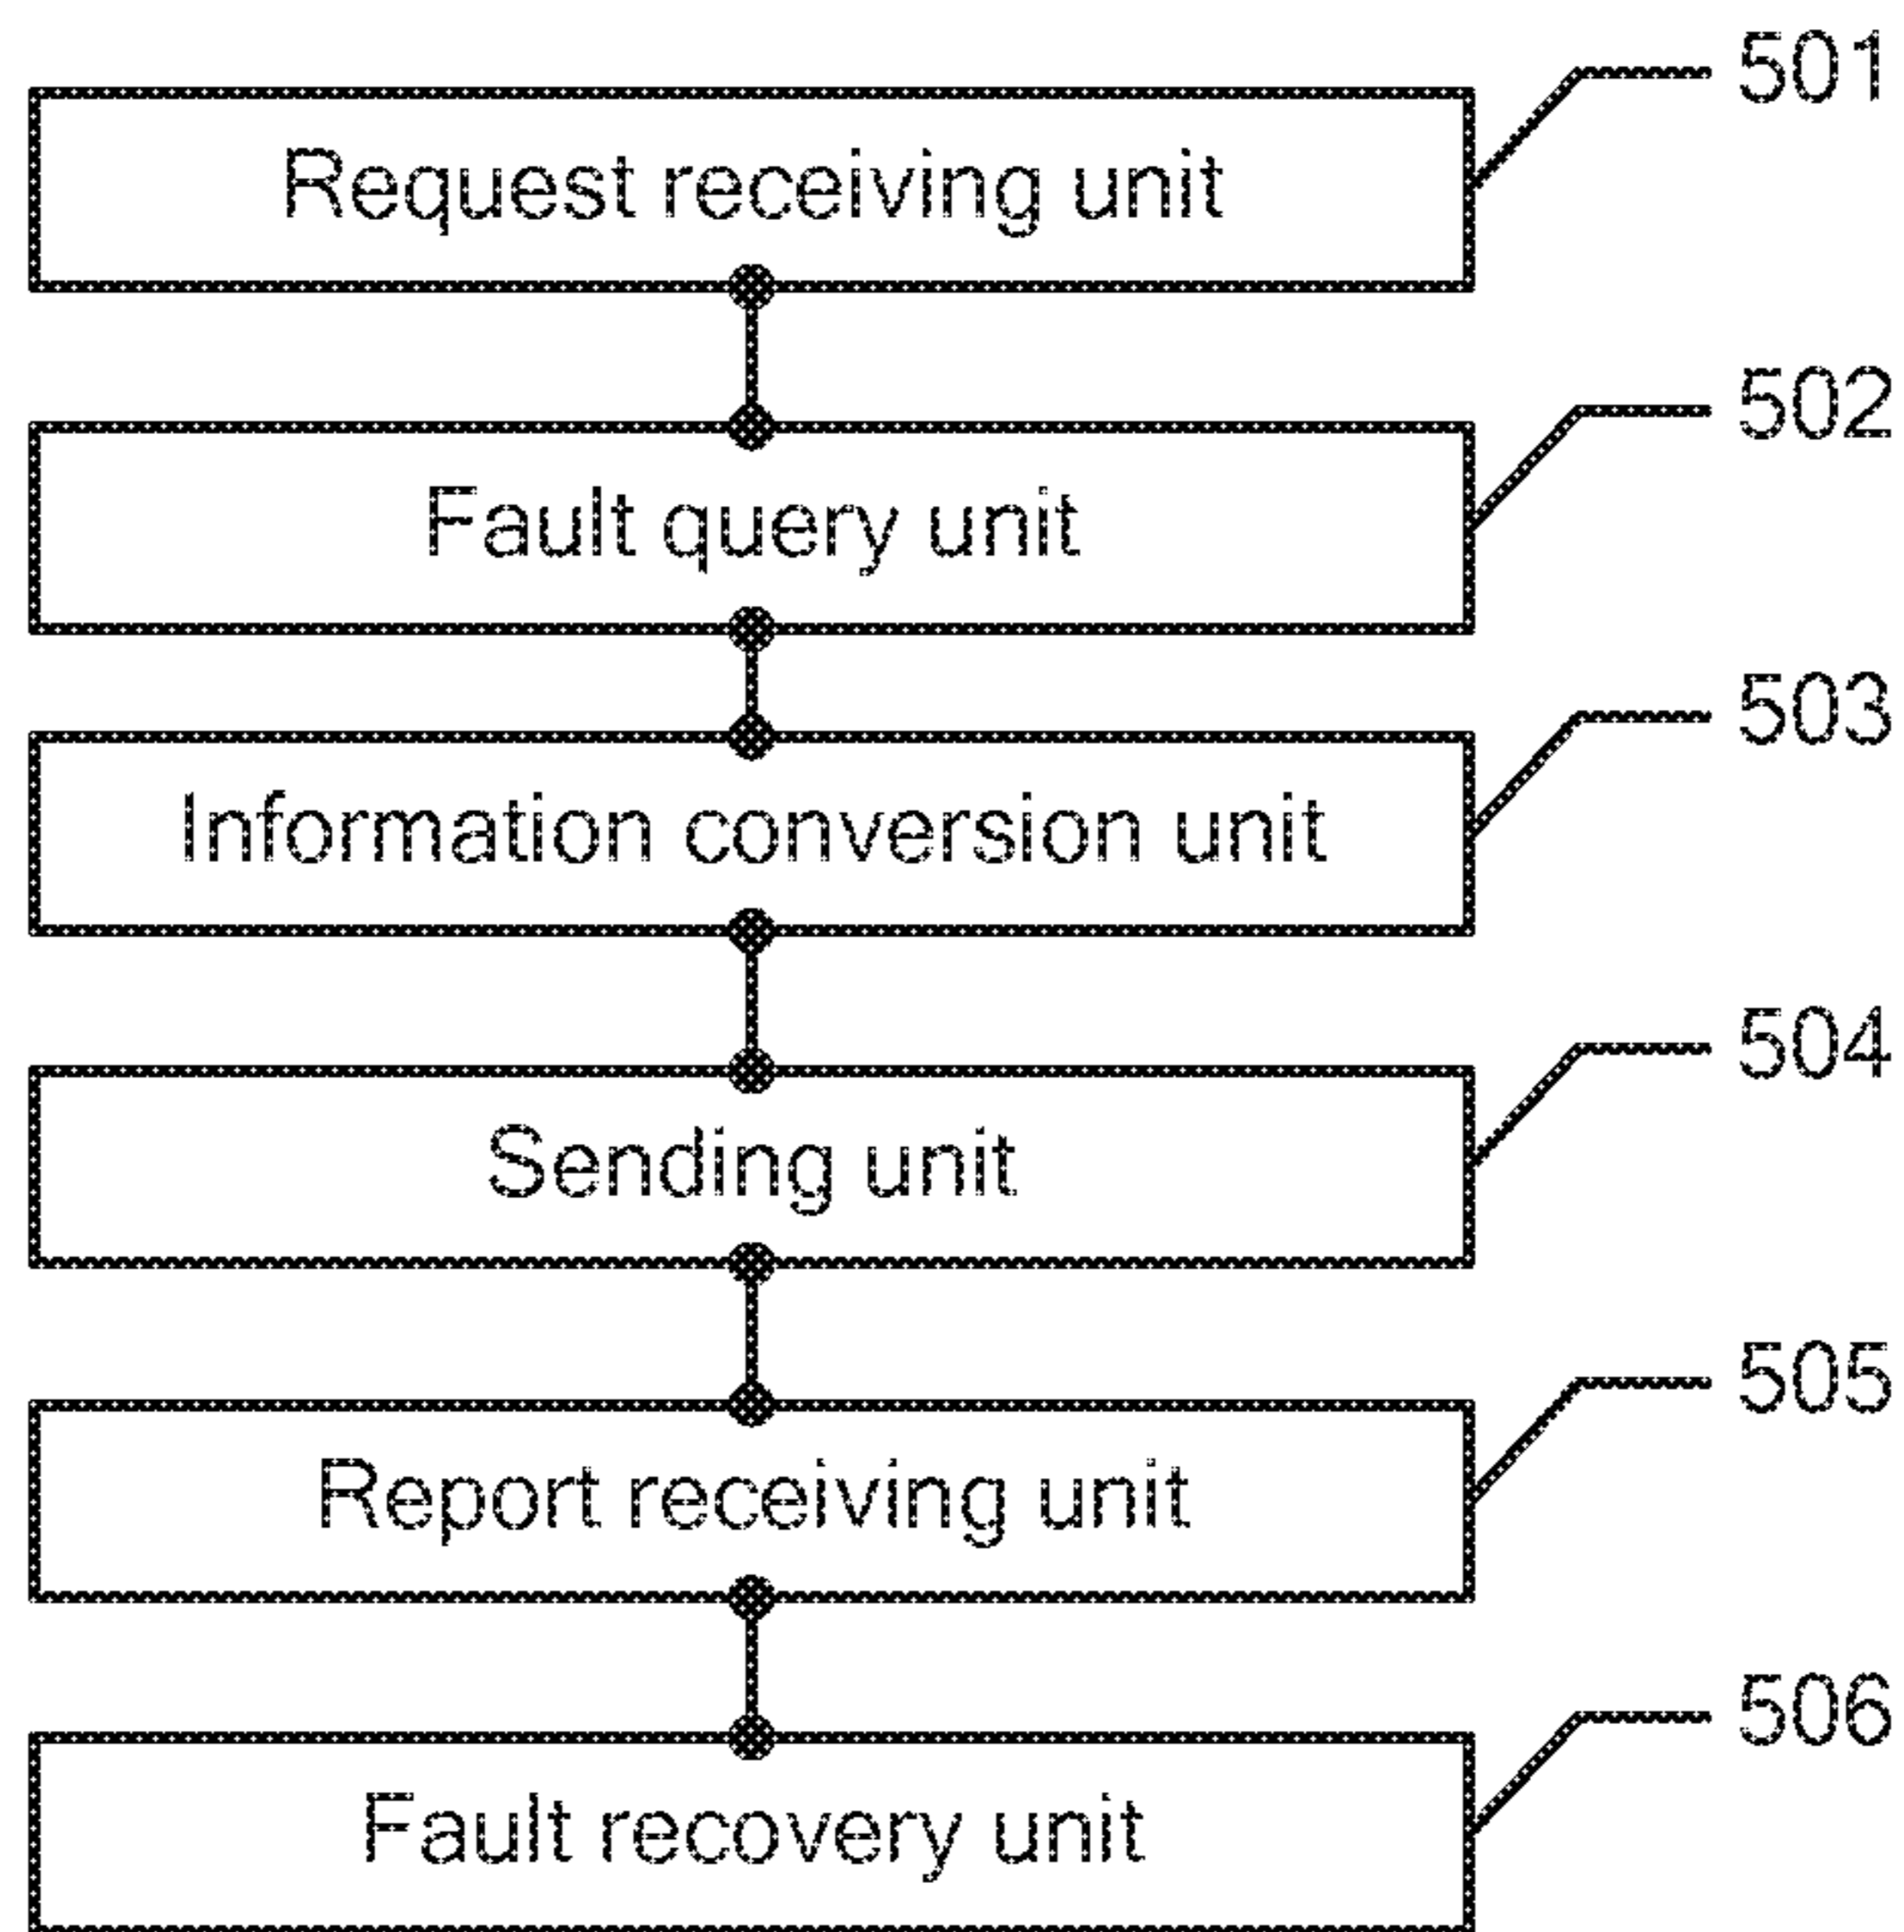 501
Request receiving unit
502
Fault query unit
503
Information conversion unit
504
Sending unit
505
Report receiving unit
506
Fault recovery unit